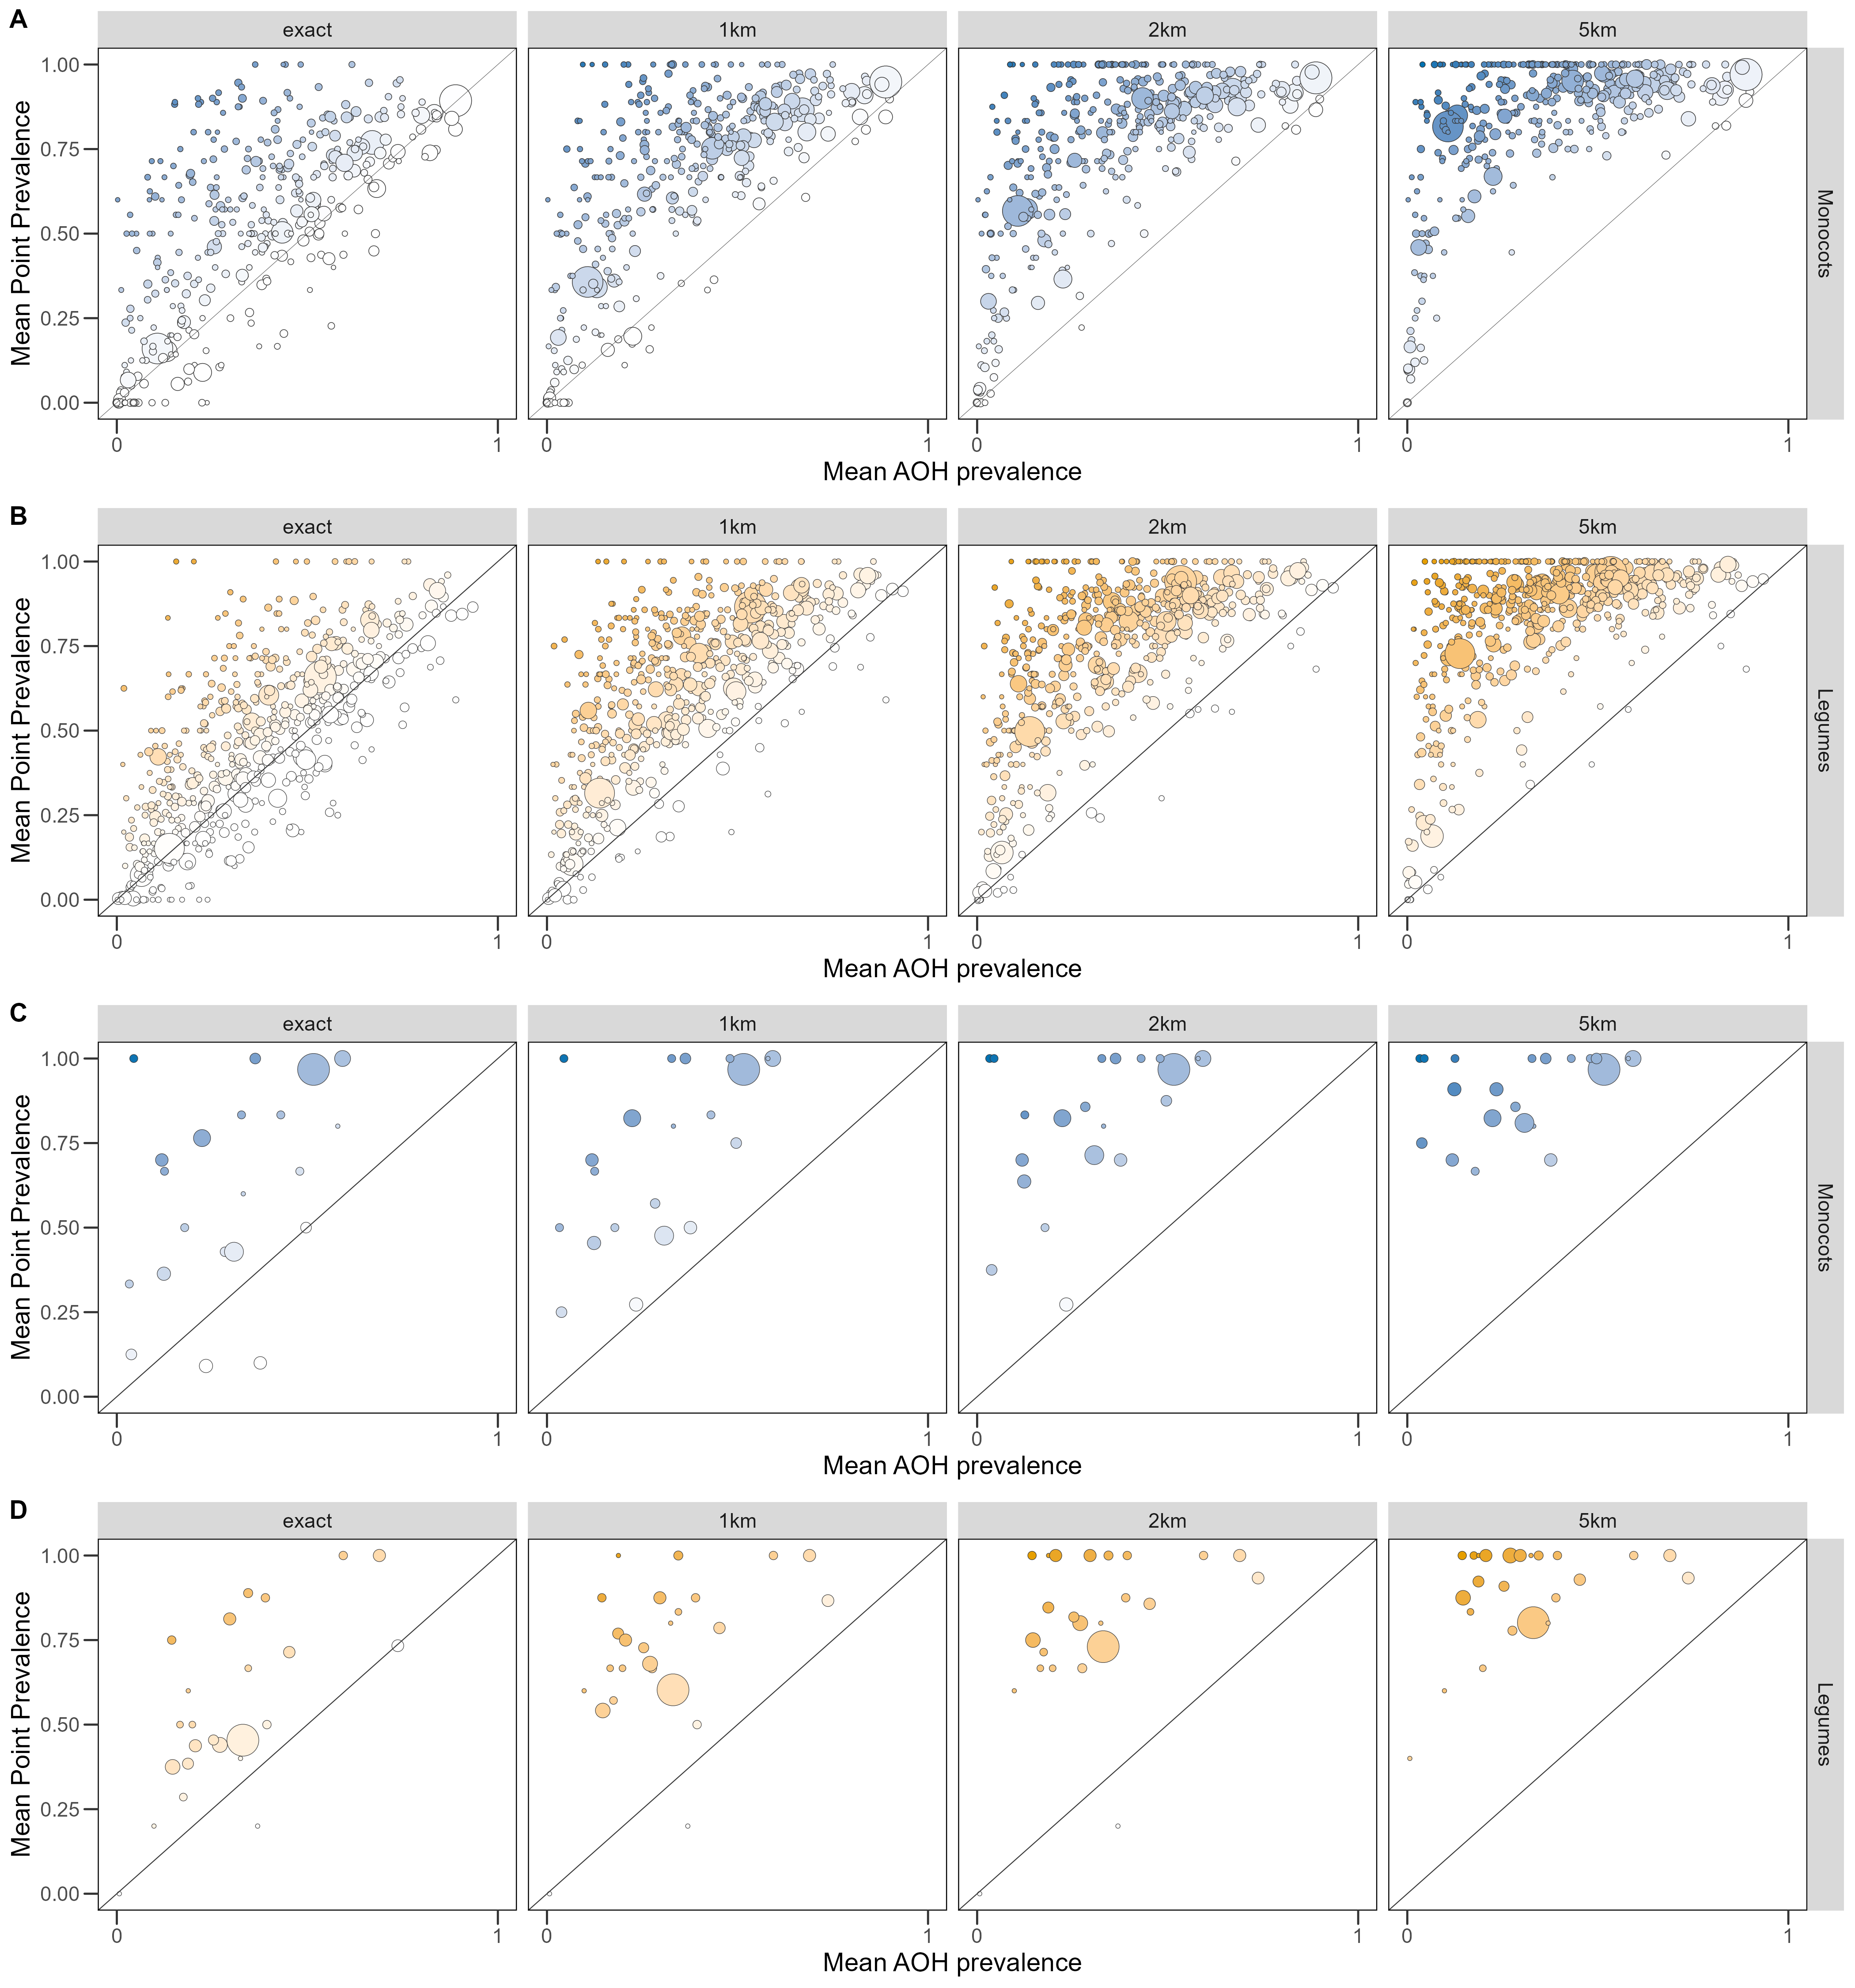 A
exact 1km 2km 5km
1.00
0.75
0.50
0.25
0.00
Mean Point Prevalence
Monocots
0 1 0 1 0 1 0 1
Mean AOH prevalence
B
exact 1km 2km 5km
1.00
0.75
0.50
0.25
0.00
Mean Point Prevalence
Legumes
0 1 0 1 0 1 0 1
Mean AOH prevalence
C
exact 1km 2km 5km
1.00
0.75
0.50
0.25
0.00
Mean Point Prevalence
Monocots
0 1 0 1 0 1 0 1
Mean AOH prevalence
D
exact 1km 2km 5km
1.00
0.75
0.50
0.25
0.00
Mean Point Prevalence
Legumes
0 1 0 1 0 1 0 1
Mean AOH prevalence